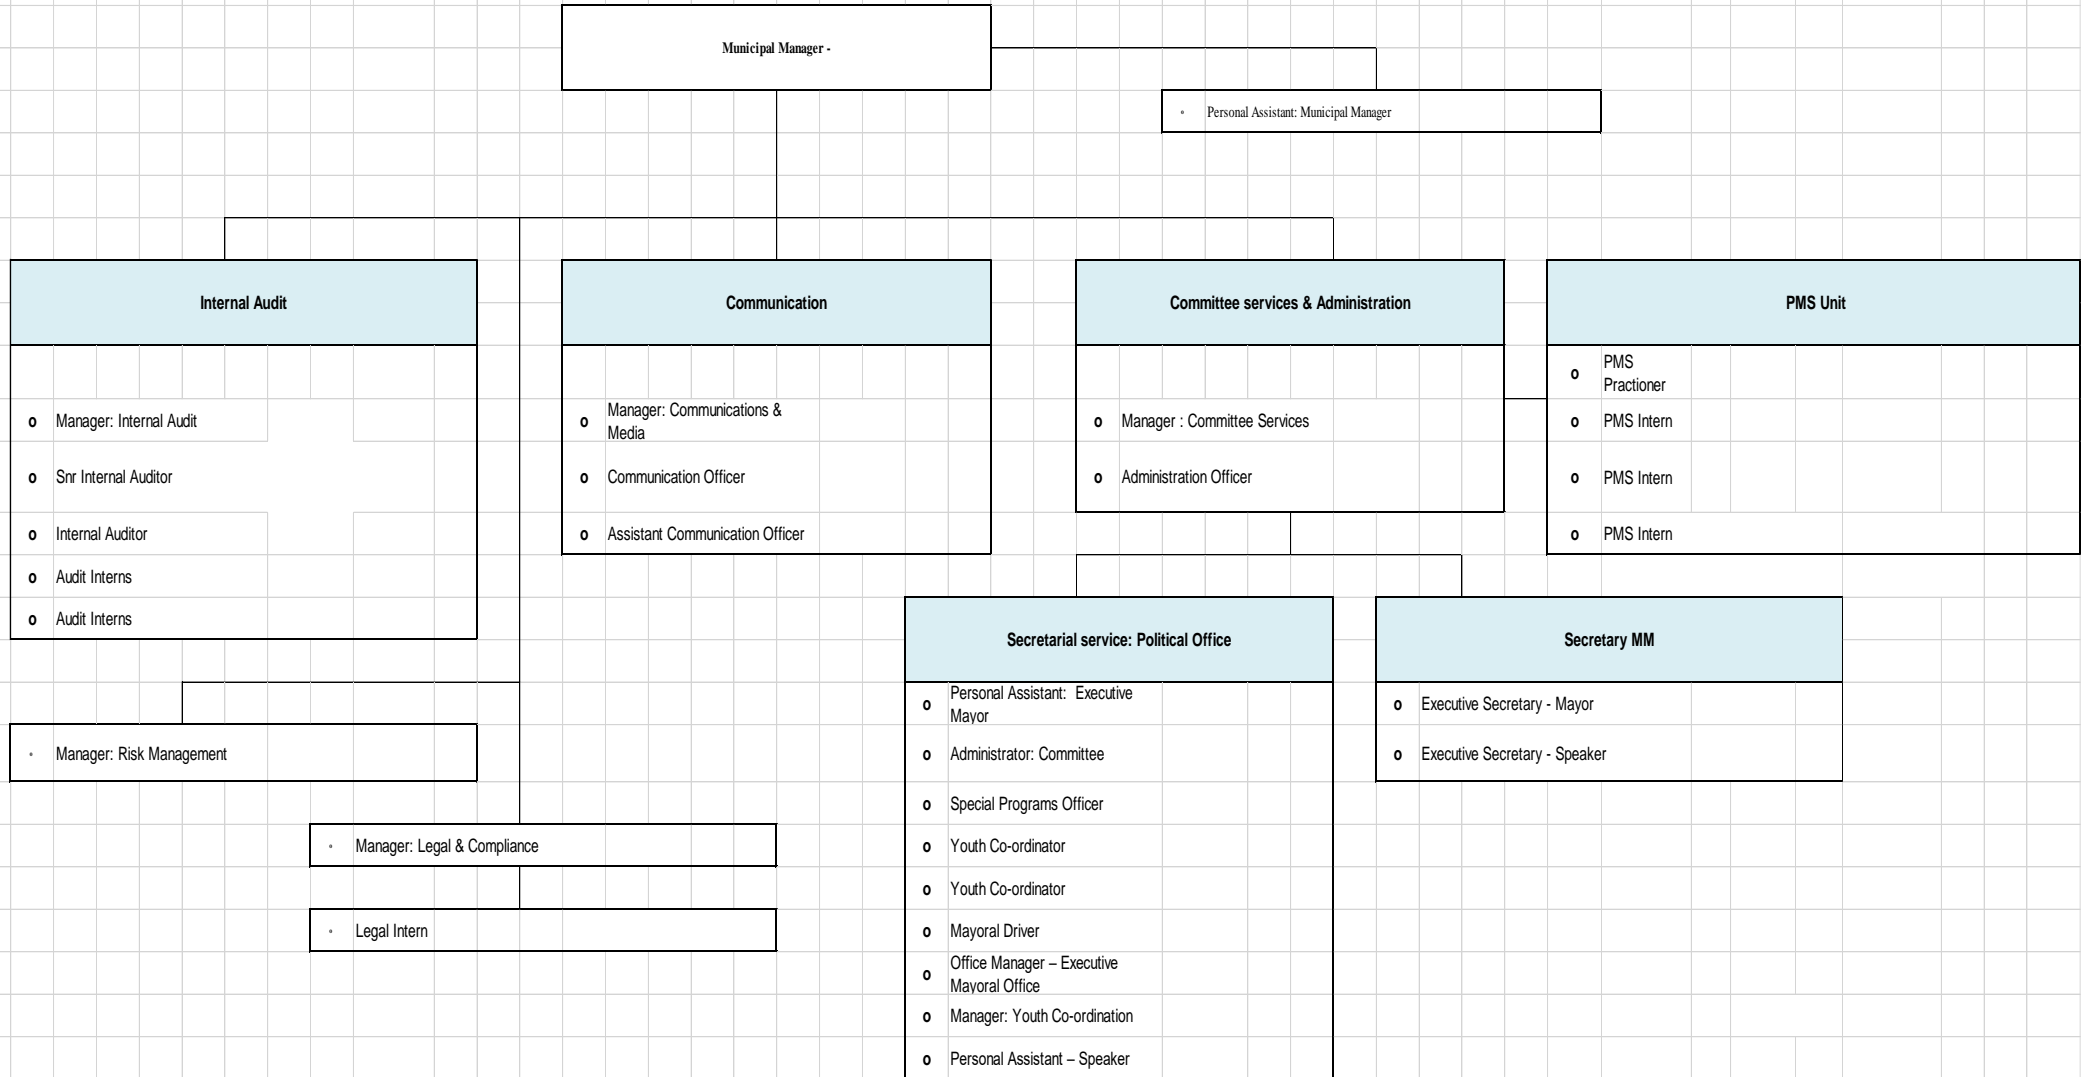 Municipal Manager -
◦ Personal Assistant: Municipal Manager
Internal Audit
o Manager: Internal Audit
o Snr Internal Auditor
o Internal Auditor
o Audit Interns
o Audit Interns
◦ Manager: Risk Management
◦ Manager: Legal & Compliance
◦ Legal Intern
Communication
o Manager: Communications &
Media
o Communication Officer
o Assistant Communication Officer
Committee services & Administration
o Manager : Committee Services
o Administration Officer
PMS Unit
o PMS
Practioner
o PMS Intern
o PMS Intern
o PMS Intern
Secretarial service: Political Office
o Personal Assistant: Executive
Mayor
o Administrator: Committee
o Special Programs Officer
o Youth Co-ordinator
o Youth Co-ordinator
o Mayoral Driver
o Office Manager – Executive
Mayoral Office
o Manager: Youth Co-ordination
o Personal Assistant – Speaker
Secretary MM
o Executive Secretary - Mayor
o Executive Secretary - Speaker